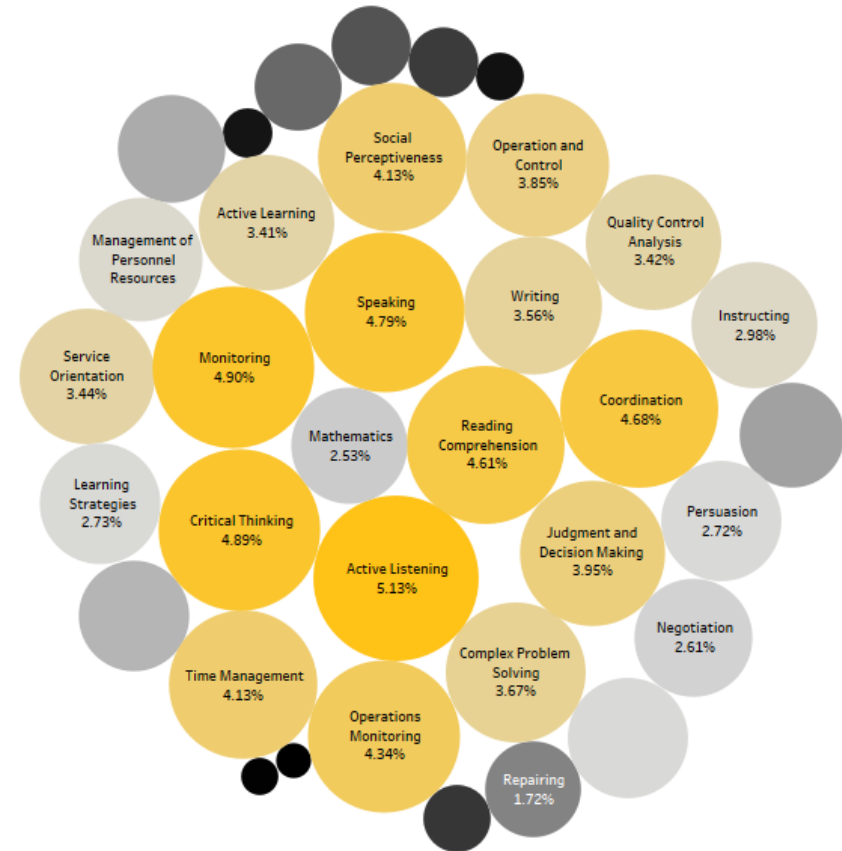 Social
Perceptiveness
4.13%
Operation and
Control
3.85%
Active Learning
3.41%
Quality Control
Analysis
3.42%
Management of
Personnel
Resources
Speaking
4.79%
Writing
3.56%
Instructing
2.98%
Service
Orientation
3.44%
Monitoring
4.90%
Coordination
4.68%
Mathematics
2.53%
Reading
Comprehension
4.61%
Learning
Strategies
2.73%
Critical Thinking
4.89%
Persuasion
2.72%
Judgment and
Decision Making
3.95%
Active Listening
5.13%
Negotiation
2.61%
Complex Problem
Solving
3.67%
Time Management
4.13%
Operations
Monitoring
4.34%
Repairing
1.72%